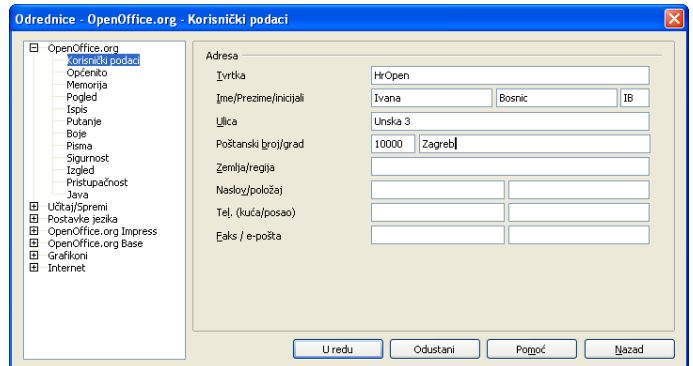 Odrednice - OpenOffice.org - Korisnički podaci
OpenOffice.org
Korisnički podaci
Općenito
Memorija
Pogled
Ispis
Putanje
Boje
Pisma
Sigurnost
Izgled
Pristupačnost
Java
Učitaj/Spremi
Postavke jezika
OpenOffice.org Impress
OpenOffice.org Base
Grafikoni
Internet
Adresa
Tvrtka HrOpen
Ime/Prezime/inicijali Ivana Bosnic IB
Ulica Unska 3
Poštanski broj/grad 10000 Zagreb
Zemlja/regija
Naslov/položaj
Tel. (kuća/posao)
Faks / e-pošta
U redu Odustani Pomoć Nazad